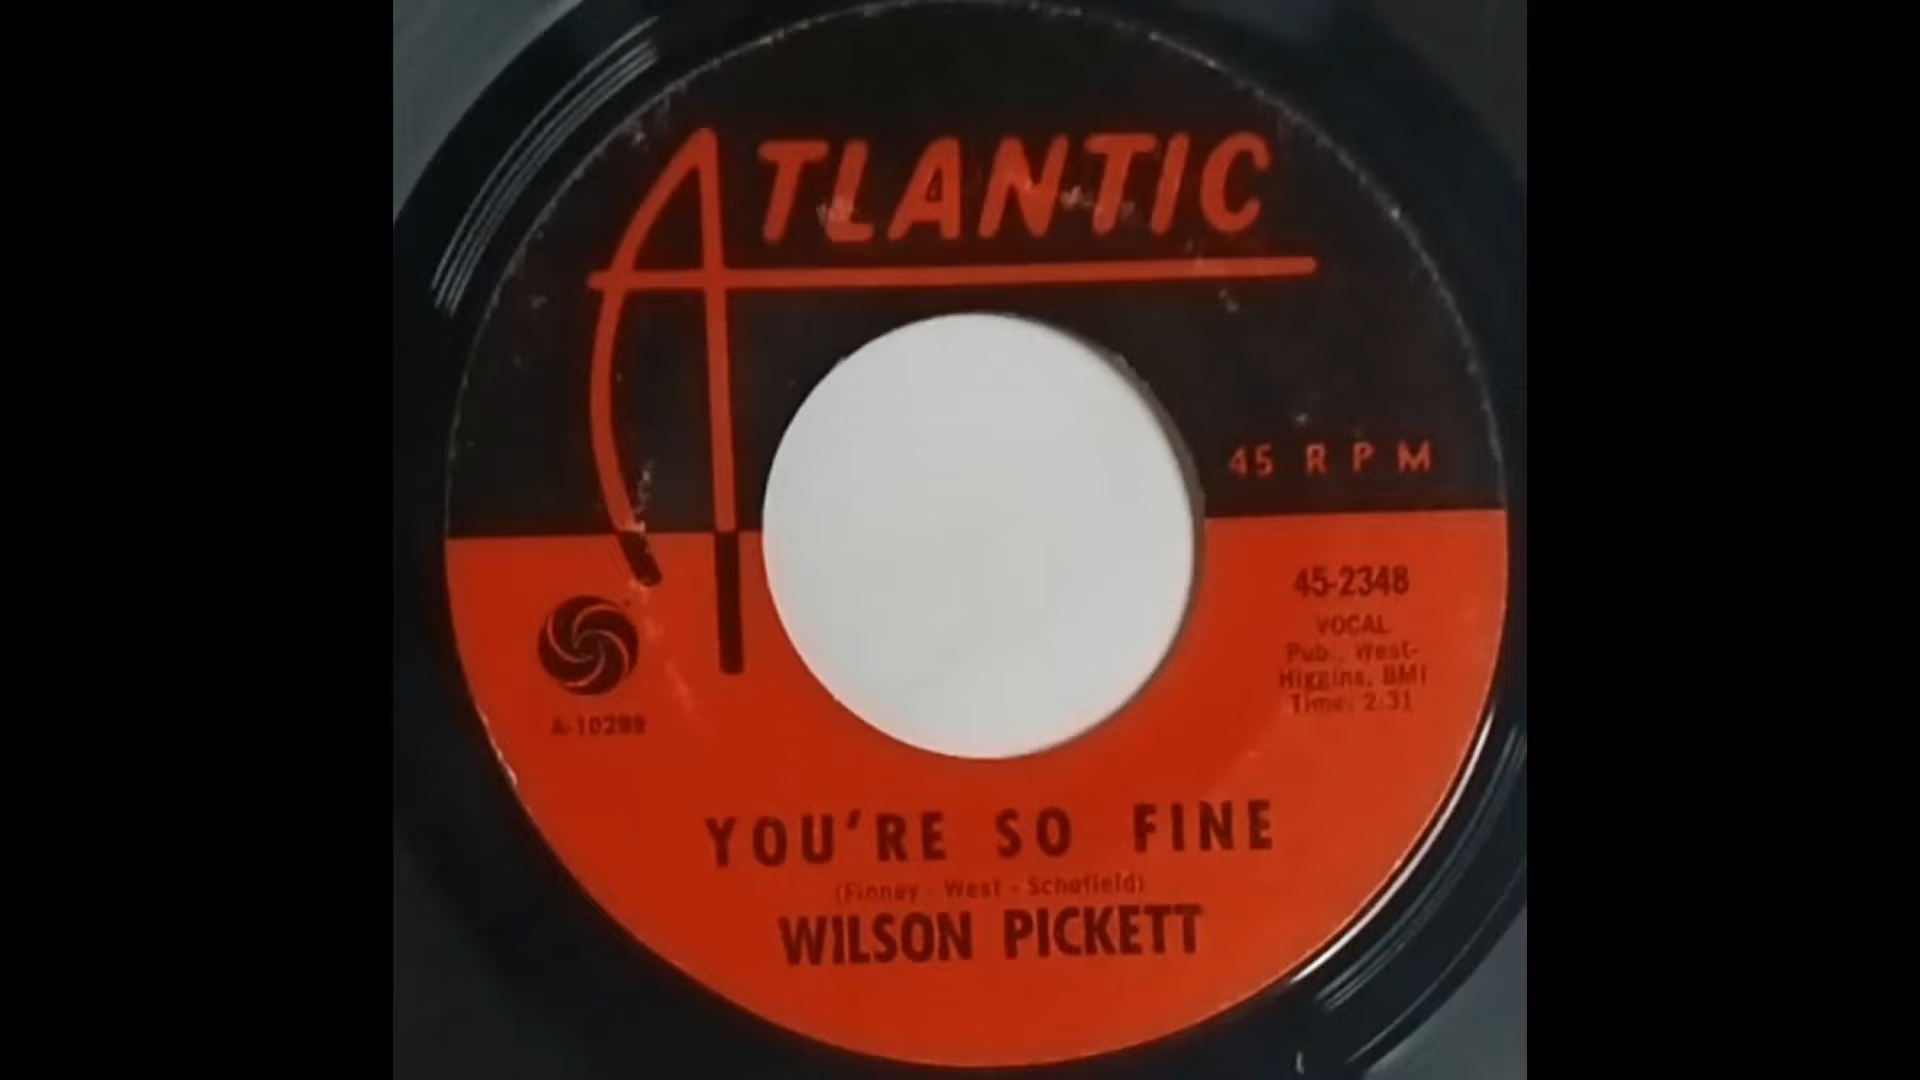 ATLANTIC
45 RPM
45-2348
VOCAL
Pub., West-
Higgins, BMI
Time: 2:31
A-10299
YOU'RE SO FINE
(Finney - West - Schofield)
WILSON PICKETT